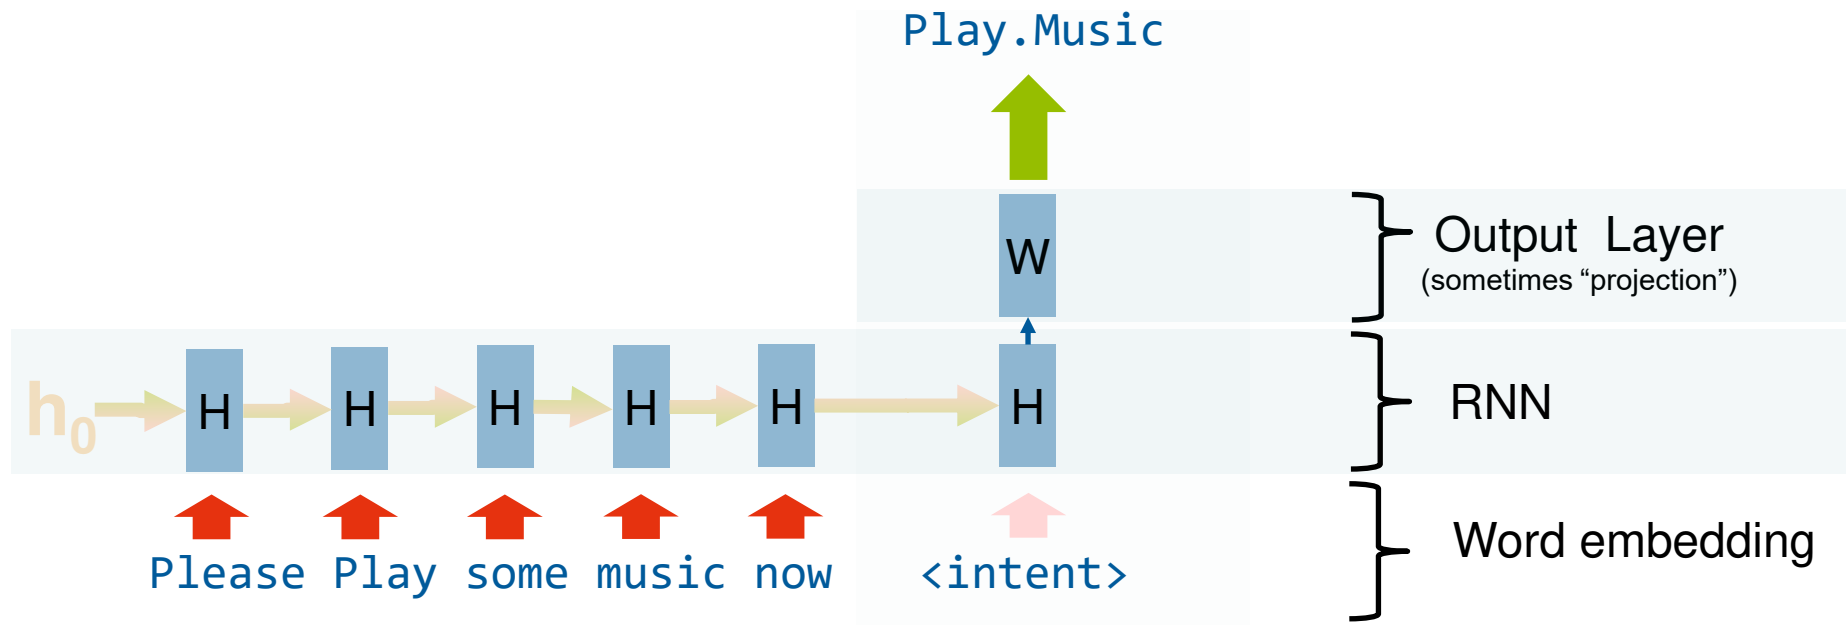 Play.Music
W
Output Layer
(sometimes “projection”)
h0
H H H H H H
RNN
Please Play some music now <intent>
Word embedding